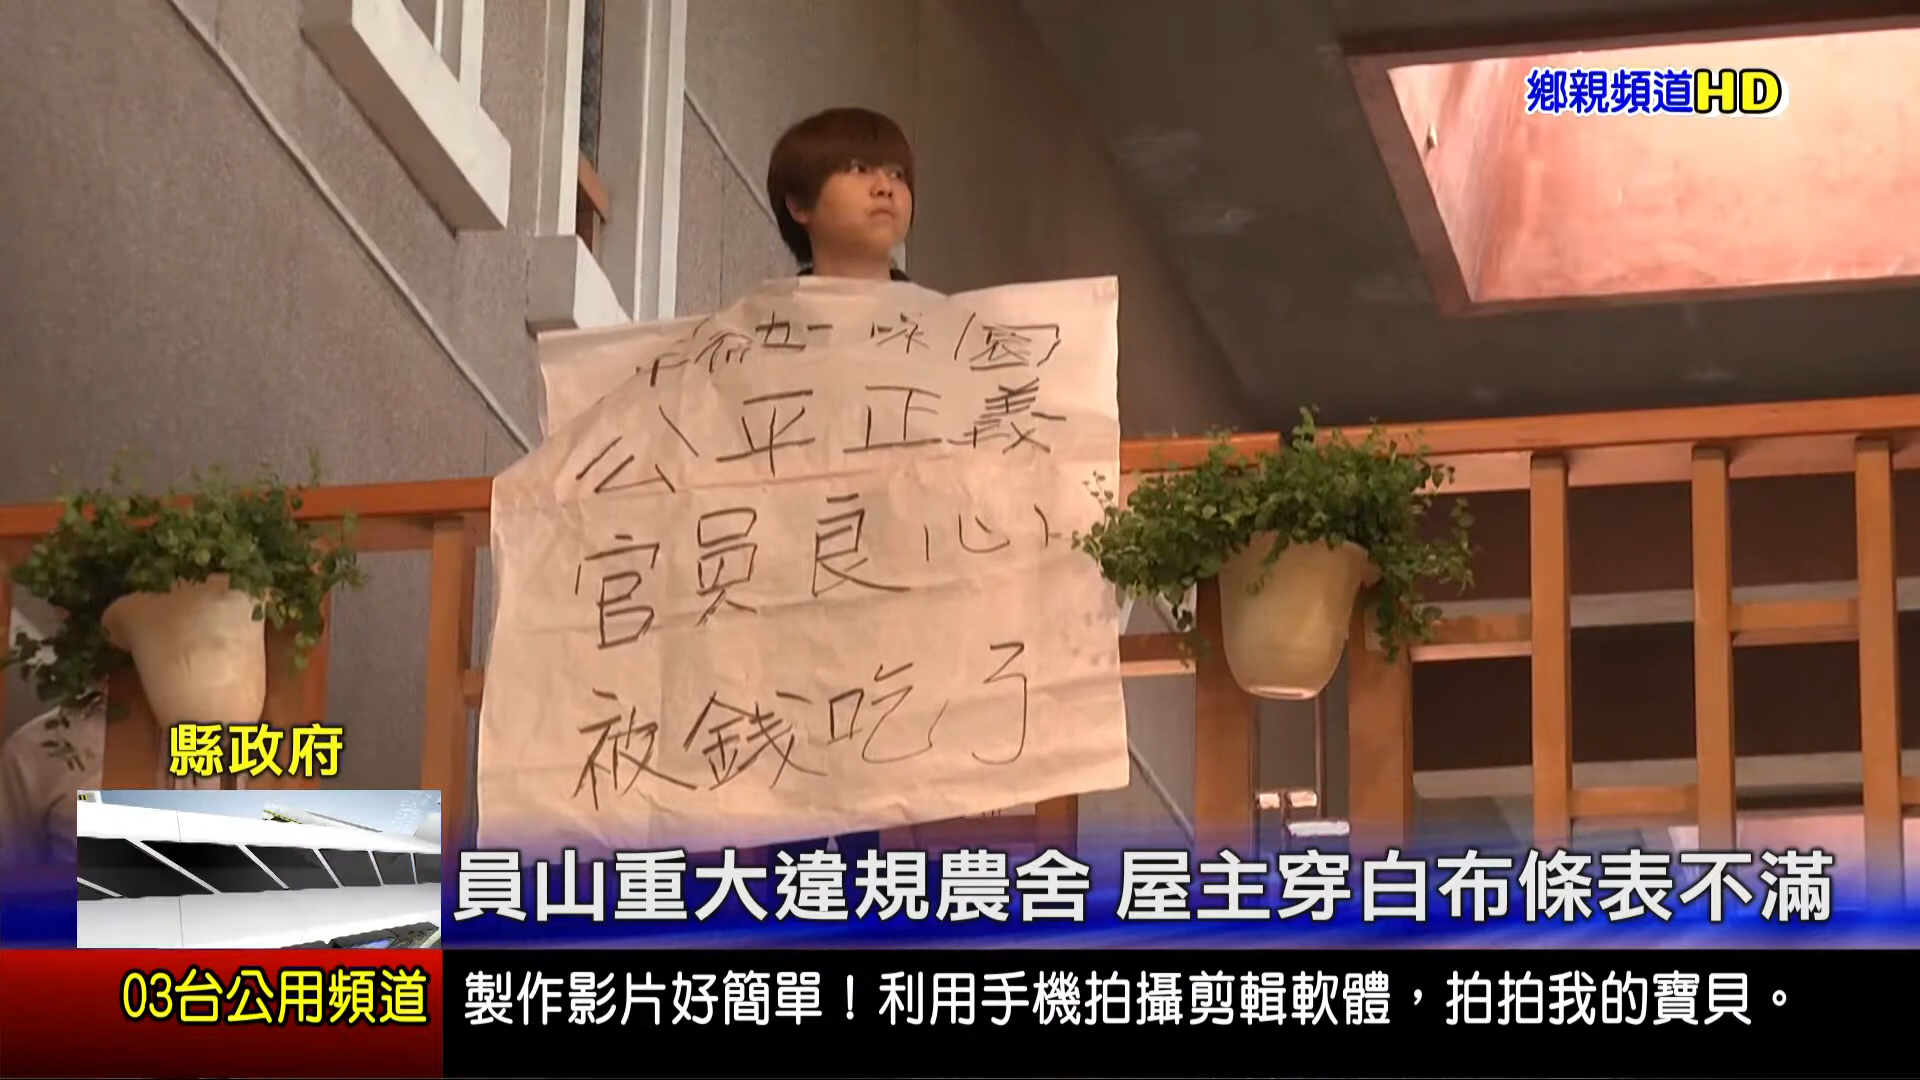 鄉親頻道HD
公平正義
官員良心
被錢吃了
縣政府
員山重大違規農舍 屋主穿白布條表不滿
03台公用頻道
製作影片好簡單！利用手機拍攝剪輯軟體，拍拍我的寶貝。